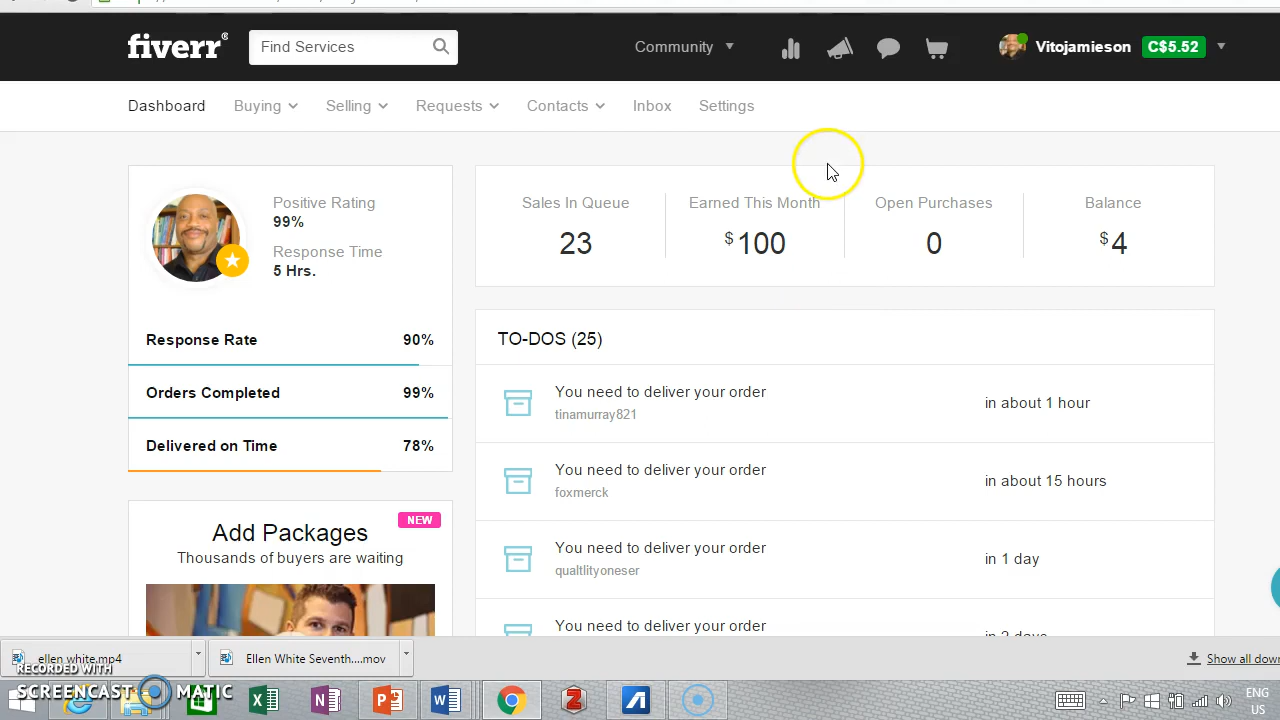 fiverr®
Find Services
Community
Vitojamieson
C$5.52
Dashboard
Buying
Selling
Requests
Contacts
Inbox
Settings
Positive Rating
99%
Response Time
5 Hrs.
Response Rate 90%
Orders Completed 99%
Delivered on Time 78%
Sales In Queue
23
Earned This Month
$100
Open Purchases
0
Balance
$4
TO-DOS (25)
You need to deliver your order
tinamurray821
in about 1 hour
You need to deliver your order
foxmerck
in about 15 hours
You need to deliver your order
qualtlityoneser
in 1 day
You need to deliver your order
in 2 days
NEW
Add Packages
Thousands of buyers are waiting
ellen white.mp4
Ellen White Seventh....mov
Show all down
RECORDED WITH
SCREENCAST MATIC
ENG
US